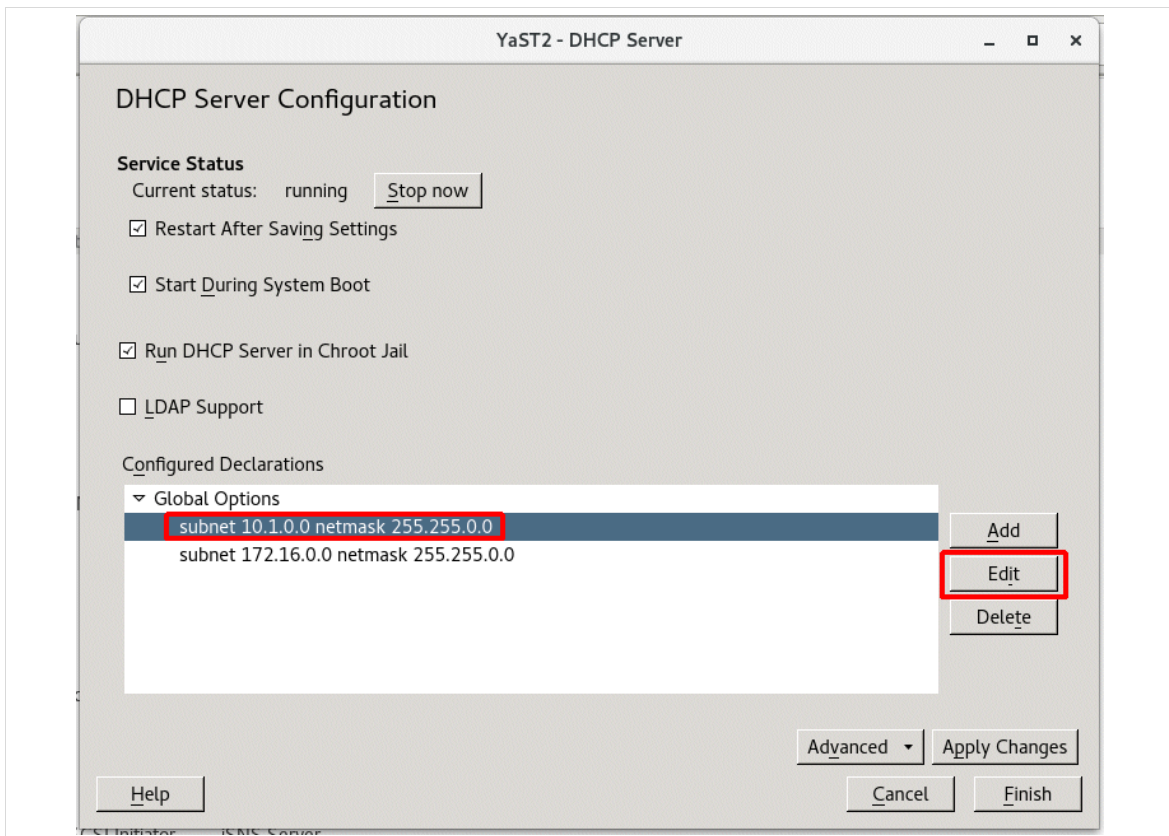 YaST2 - DHCP Server
DHCP Server Configuration
Service Status
Current status: running Stop now
Restart After Saving Settings
Start During System Boot
Run DHCP Server in Chroot Jail
LDAP Support
Configured Declarations
Global Options
subnet 10.1.0.0 netmask 255.255.0.0
subnet 172.16.0.0 netmask 255.255.0.0
Add
Edit
Delete
Advanced Apply Changes
Help Cancel Finish
iSNS Server